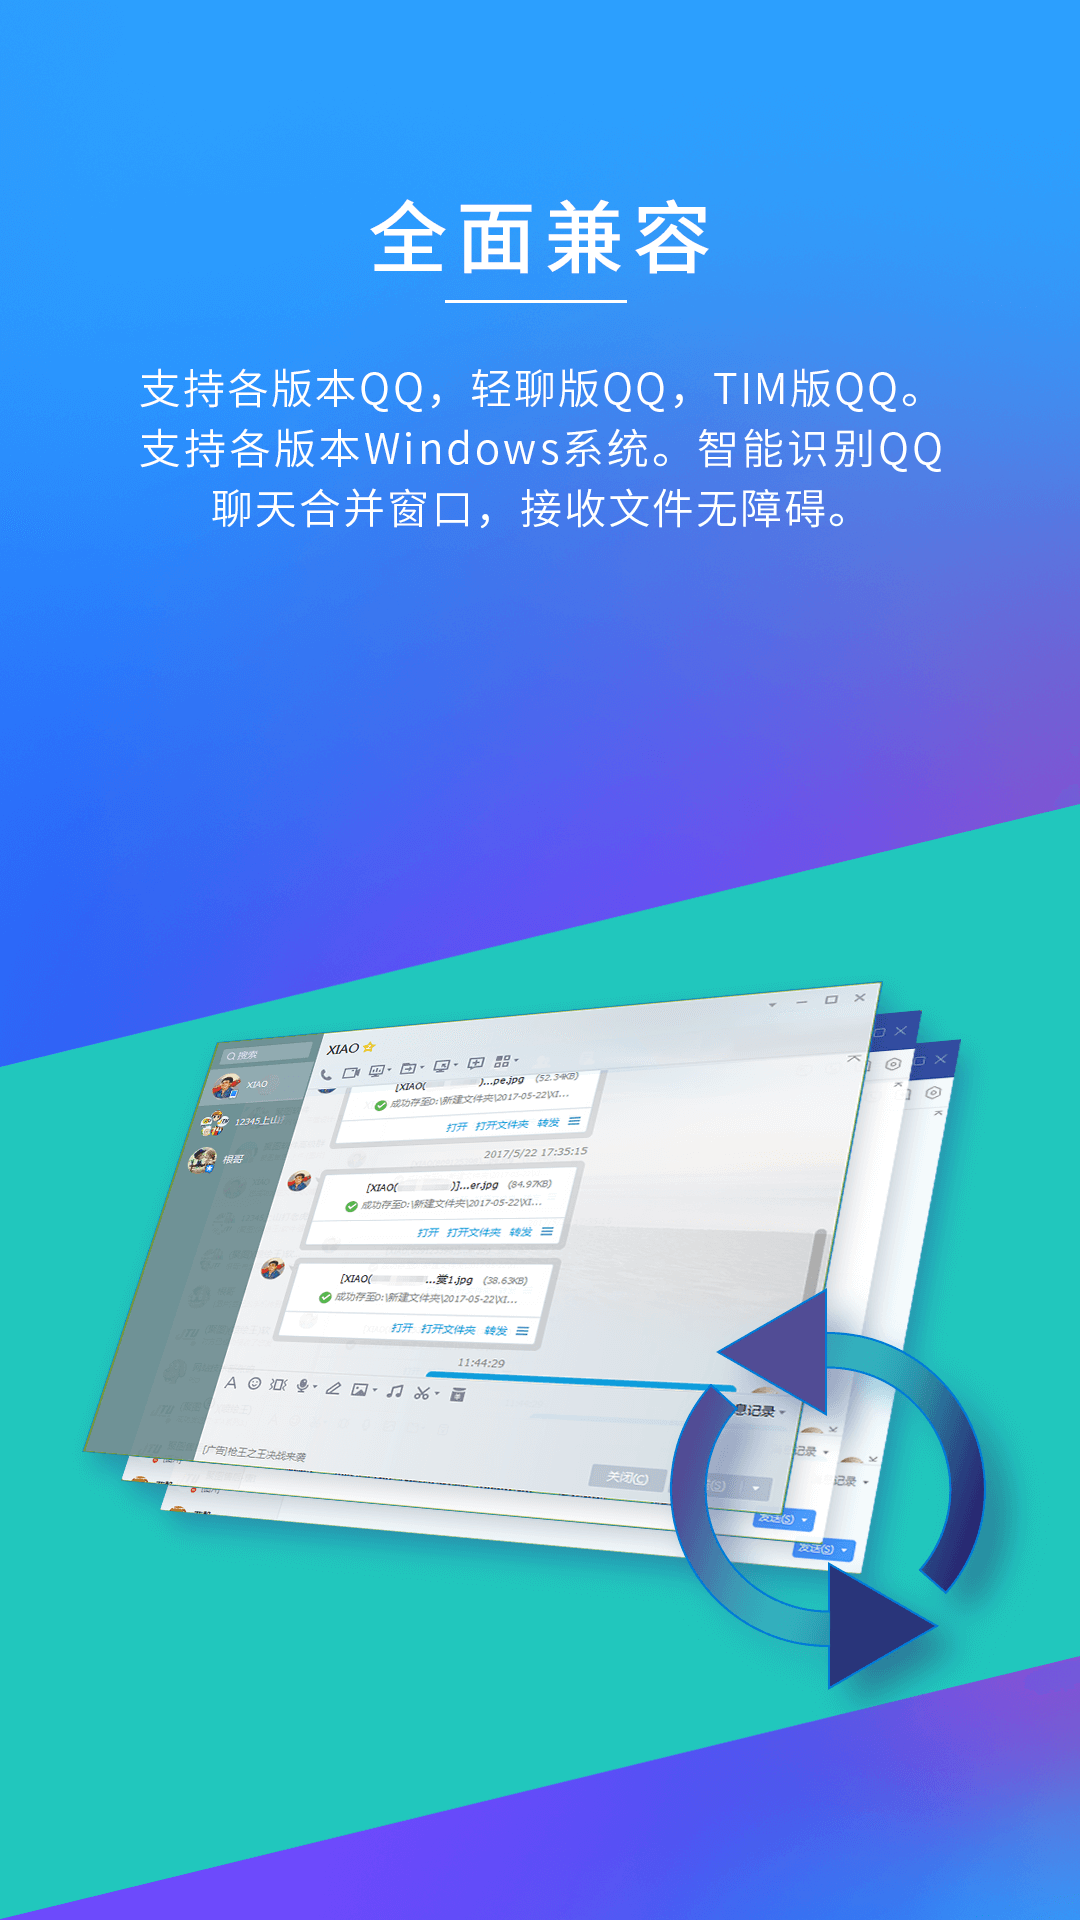 全面兼容
支持各版本QQ，轻聊版QQ，TIM版QQ。
支持各版本Windows系统。智能识别QQ
聊天合并窗口，接收文件无障碍。
XIAO
搜索
XIAO
12345上山
根哥
[XIAO( )...pe.jpg (52.34KB)
成功存至D:\新建文件夹\2017-05-22\XI...
打开 打开文件夹 转发
2017/5/22 17:35:15
[XIAO( )]...er.jpg (84.97KB)
成功存至D:\新建文件夹\2017-05-22\XI...
打开 打开文件夹 转发
[XIAO( ...赏1.jpg (38.63KB)
成功存至D:\新建文件夹\2017-05-22\XI...
打开 打开文件夹 转发
11:44:29
息记录
记录
记录
[广告]枪王之王决战来袭
关闭(C)
(S)
发送(S)
发送(S)